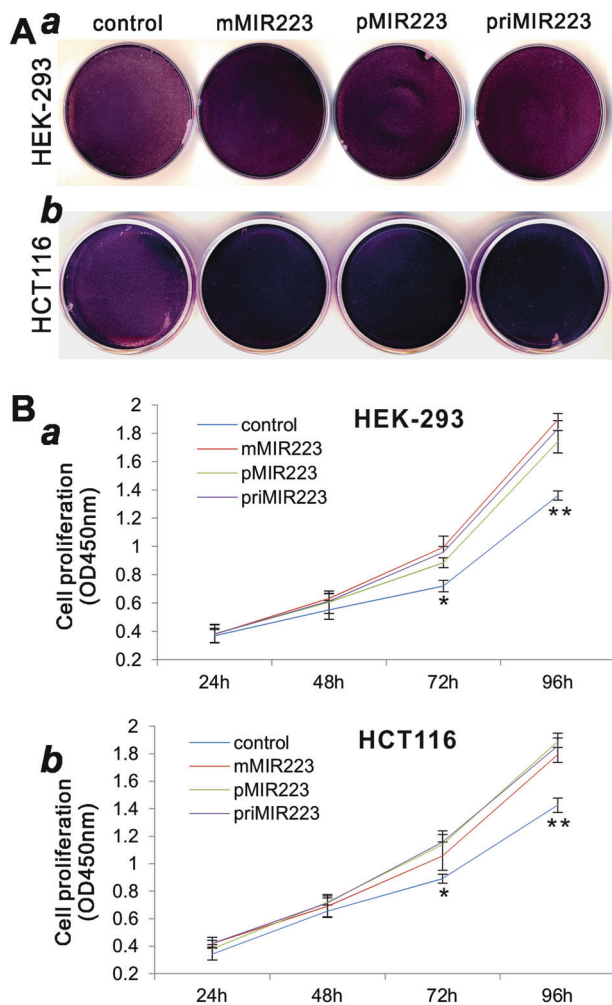 A
a
control mMIR223 pMIR223 priMIR223
HEK-293
b
HCT116
B
a
HEK-293
Cell proliferation
(OD450nm)
2
1.8
1.6
1.4
1.2
1
0.8
0.6
0.4
0.2
control
mMIR223
pMIR223
priMIR223
*
**
24h 48h 72h 96h
b
HCT116
Cell proliferation
(OD450nm)
2
1.8
1.6
1.4
1.2
1
0.8
0.6
0.4
0.2
control
mMIR223
pMIR223
priMIR223
*
**
24h 48h 72h 96h